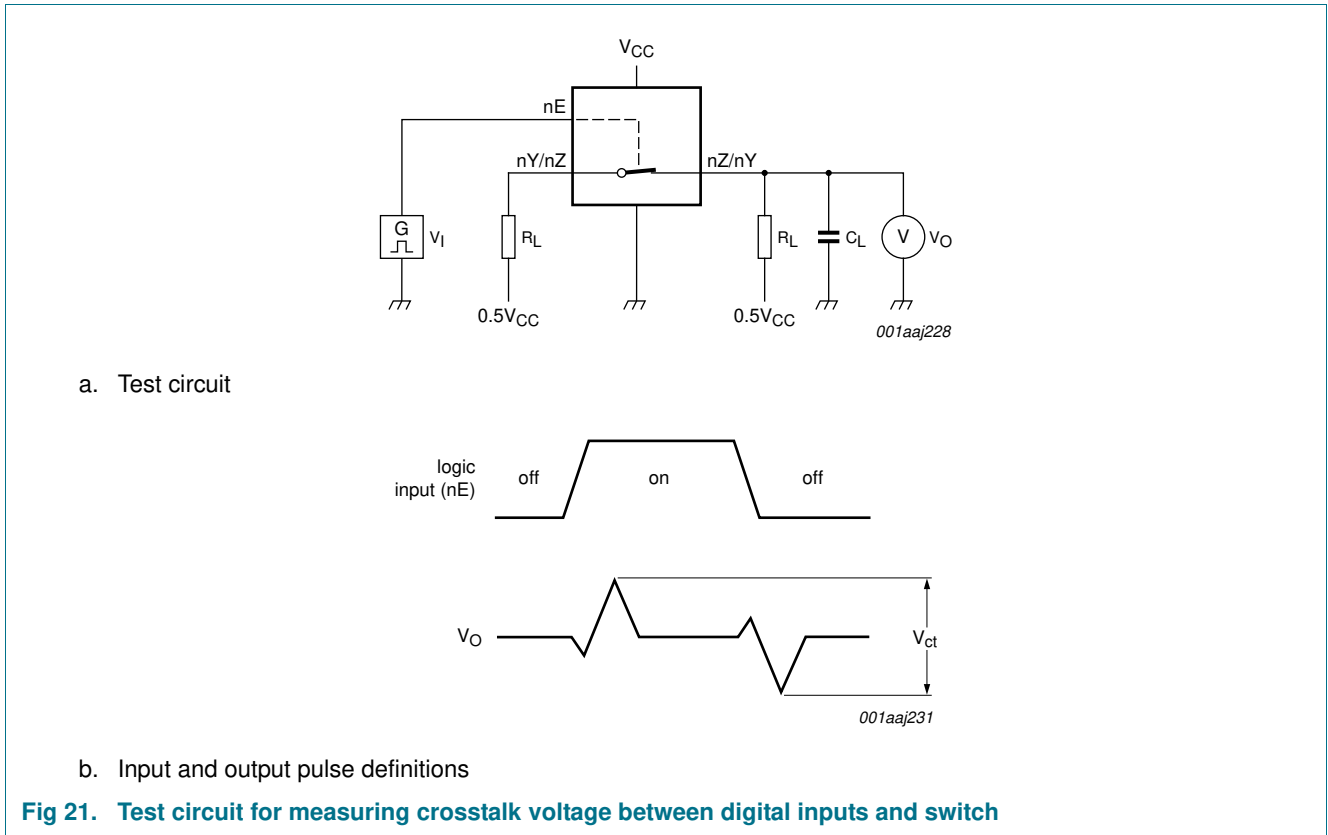 VCC
nE
nY/nZ
nZ/nY
G
VI
RL
RL
CL
V
VO
0.5VCC
0.5VCC
001aaj228
a. Test circuit
logic
input (nE)
off
on
off
VO
Vct
001aaj231
b. Input and output pulse definitions
Fig 21. Test circuit for measuring crosstalk voltage between digital inputs and switch